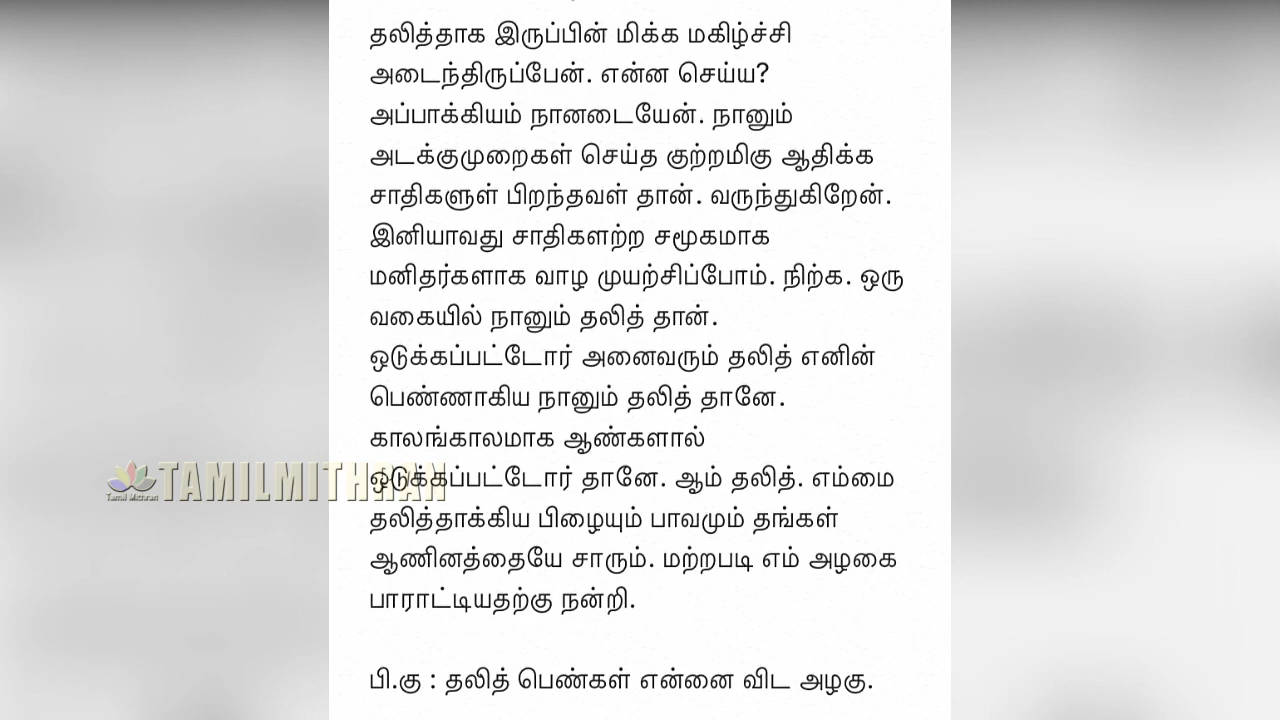 தலித்தாக இருப்பின் மிக்க மகிழ்ச்சி
அடைந்திருப்பேன். என்ன செய்ய?
அப்பாக்கியம் நானடையேன். நானும்
அடக்குமுறைகள் செய்த குற்றமிகு ஆதிக்க
சாதிகளுள் பிறந்தவள் தான். வருந்துகிறேன்.
இனியாவது சாதிகளற்ற சமூகமாக
மனிதர்களாக வாழ முயற்சிப்போம். நிற்க. ஒரு
வகையில் நானும் தலித் தான்.
ஒடுக்கப்பட்டோர் அனைவரும் தலித் எனின்
பெண்ணாகிய நானும் தலித் தானே.
காலங்காலமாக ஆண்களால்
ஒடுக்கப்பட்டோர் தானே. ஆம் தலித். எம்மை
தலித்தாக்கிய பிழையும் பாவமும் தங்கள்
ஆணினத்தையே சாரும். மற்றபடி எம் அழகை
பாராட்டியதற்கு நன்றி.
பி.கு : தலித் பெண்கள் என்னை விட அழகு.
TAMILMITHRAN
Tamil Mithran